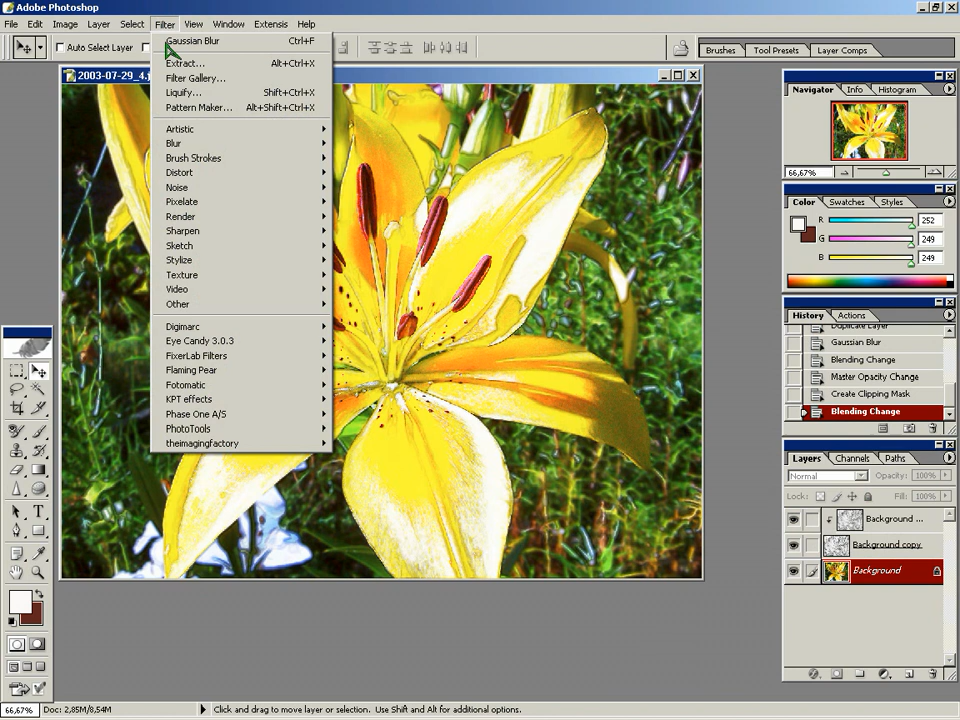 Adobe Photoshop
File Edit Image Layer Select Filter View Window Extensis Help
Auto Select Layer
Brushes Tool Presets Layer Comps
2003-07-29_4.j
Gaussian Blur Ctrl+F
Extract... Alt+Ctrl+X
Filter Gallery...
Liquify... Shift+Ctrl+X
Pattern Maker... Alt+Shift+Ctrl+X
Artistic
Blur
Brush Strokes
Distort
Noise
Pixelate
Render
Sharpen
Sketch
Stylize
Texture
Video
Other
Digimarc
Eye Candy 3.0.3
FixerLab Filters
Flaming Pear
Fotomatic
KPT effects
Phase One A/S
PhotoTools
theimagingfactory
Navigator Info Histogram
66,67%
Color Swatches Styles
R 252
G 249
B 249
History Actions
Duplicate Layer
Gaussian Blur
Blending Change
Master Opacity Change
Create Clipping Mask
Blending Change
Layers Channels Paths
Normal Opacity: 100%
Lock: Fill: 100%
Background ...
Background copy
Background
66,67% Doc: 2,85M/8,54M Click and drag to move layer or selection. Use Shift and Alt for additional options.